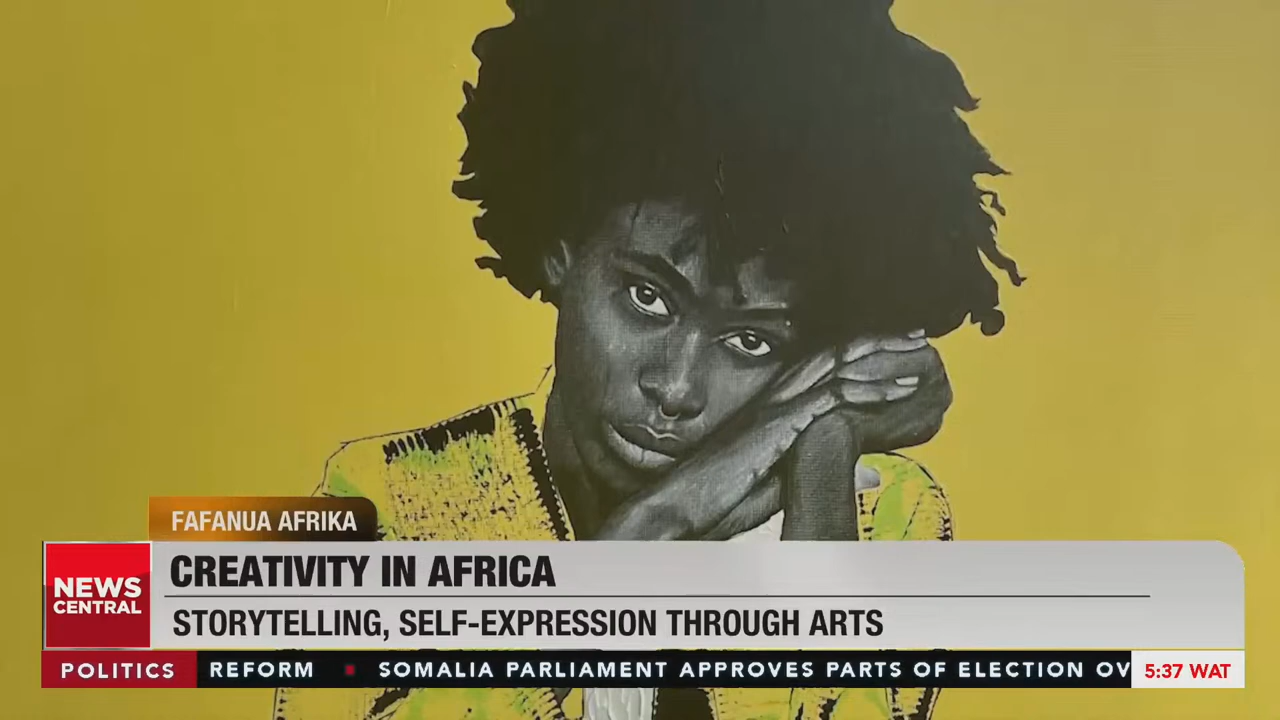 FAFANUA AFRIKA
CREATIVITY IN AFRICA
STORYTELLING, SELF-EXPRESSION THROUGH ARTS
NEWS
CENTRAL
POLITICS
REFORM ▪ SOMALIA PARLIAMENT APPROVES PARTS OF ELECTION OV
5:37 WAT